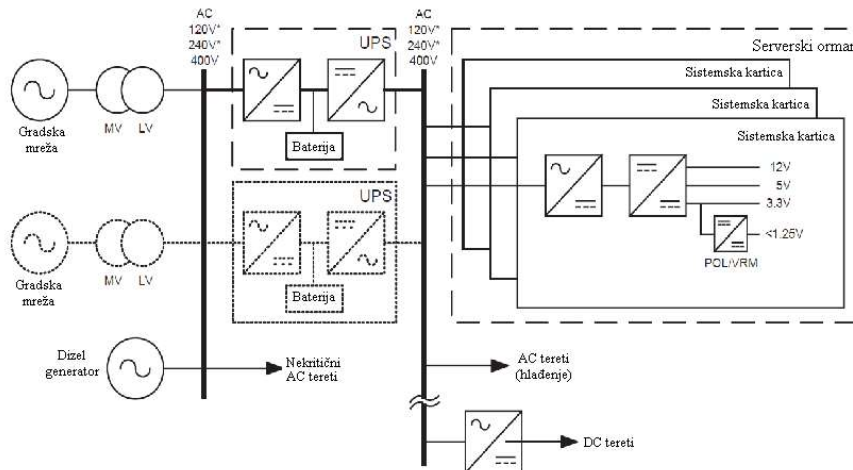 AC
120V*
240V*
400V
UPS
AC
120V*
240V*
400V
Serverski orman
Sistemska kartica
Sistemska kartica
Sistemska kartica
Gradska
mreža
MV
LV
Baterija
12V
5V
3.3V
<1.25V
POL/VRM
UPS
Gradska
mreža
MV
LV
Baterija
Dizel
generator
Nekritični
AC tereti
AC tereti
(hlađenje)
DC tereti